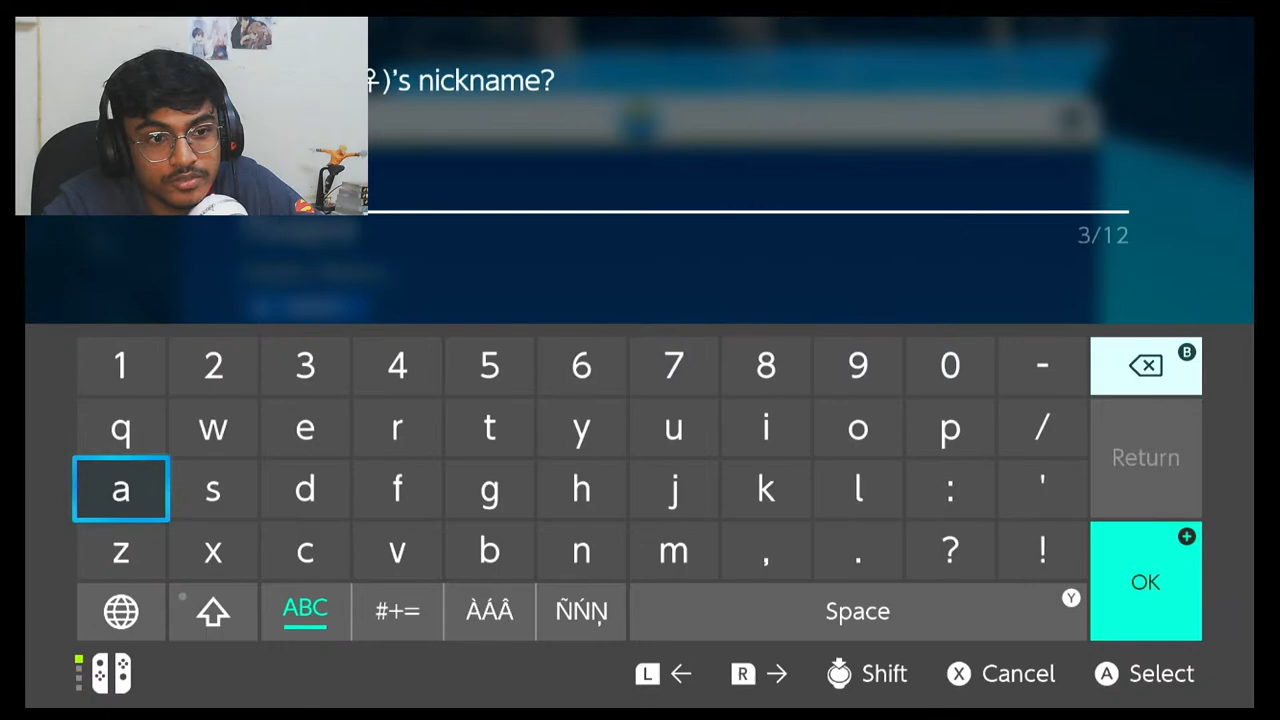 ♀)'s nickname?
3/12
1 2 3 4 5 6 7 8 9 0 - B
q w e r t y u i o p / Return
a s d f g h j k l : '
z x c v b n m , . ? ! + OK
ABC #+= ÀÁÂ ÑŃŅ Space Y
L ← R → Shift X Cancel A Select